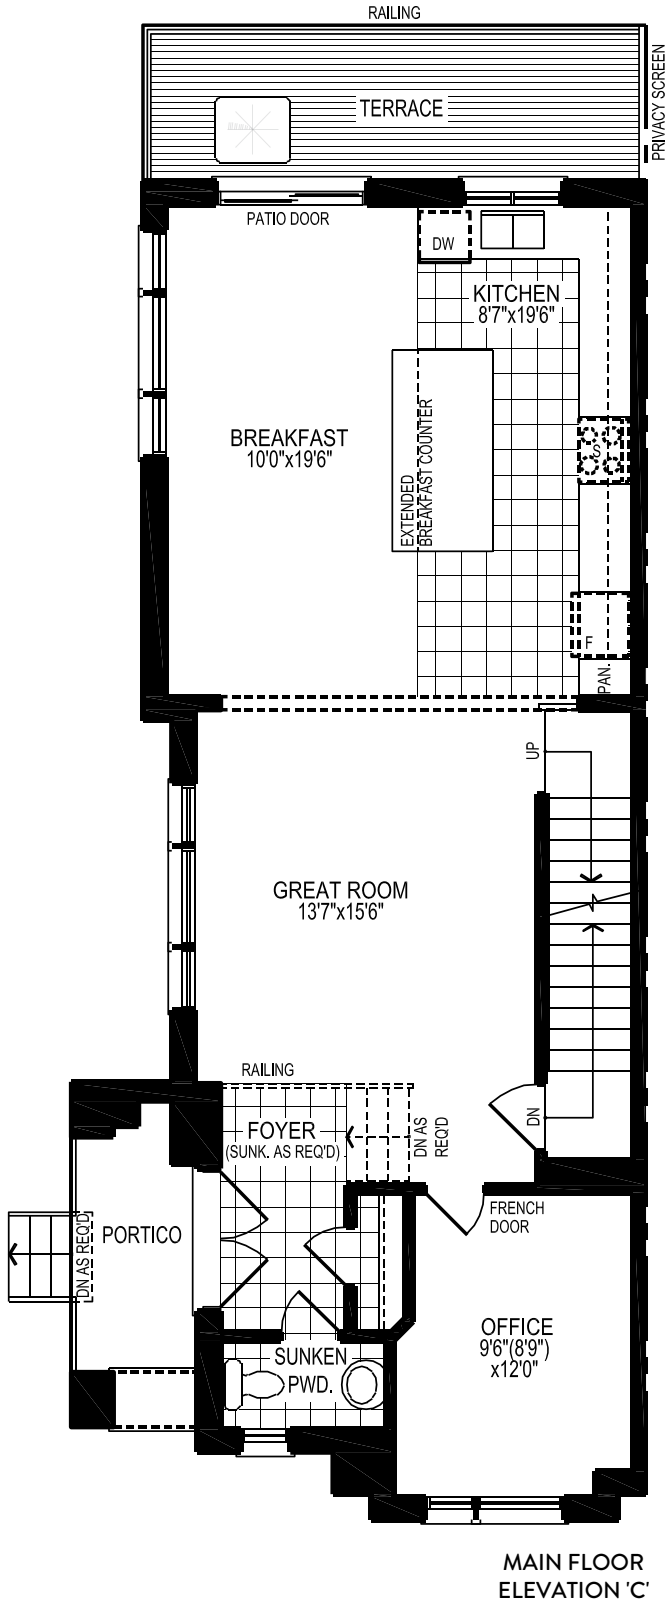 RAILING
PRIVACY SCREEN
TERRACE
PATIO DOOR
DW
KITCHEN
8'7"x19'6"
BREAKFAST
10'0"x19'6"
EXTENDED
BREAKFAST COUNTER
S
F
PAN.
UP
GREAT ROOM
13'7"x15'6"
RAILING
FOYER
(SUNK. AS REQ'D)
DN AS
REQ'D
DN
PORTICO
DN AS REQ'D
FRENCH
DOOR
OFFICE
9'6"(8'9")
x12'0"
SUNKEN
PWD.
MAIN FLOOR
ELEVATION 'C'